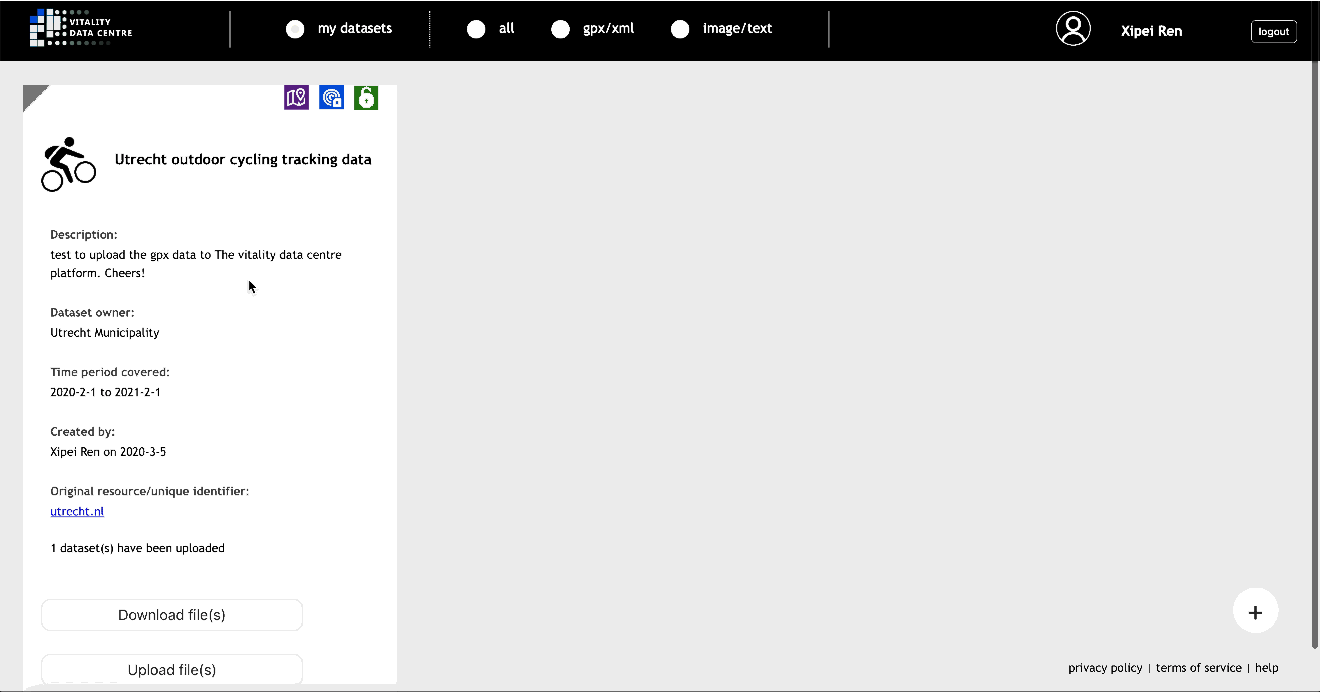 VITALITY
DATA CENTRE
my datasets
all
gpx/xml
image/text
Xipei Ren
logout
Utrecht outdoor cycling tracking data
Description:
test to upload the gpx data to The vitality data centre
platform. Cheers!
Dataset owner:
Utrecht Municipality
Time period covered:
2020-2-1 to 2021-2-1
Created by:
Xipei Ren on 2020-3-5
Original resource/unique identifier:
utrecht.nl
1 dataset(s) have been uploaded
Download file(s)
Upload file(s)
+
privacy policy | terms of service | help